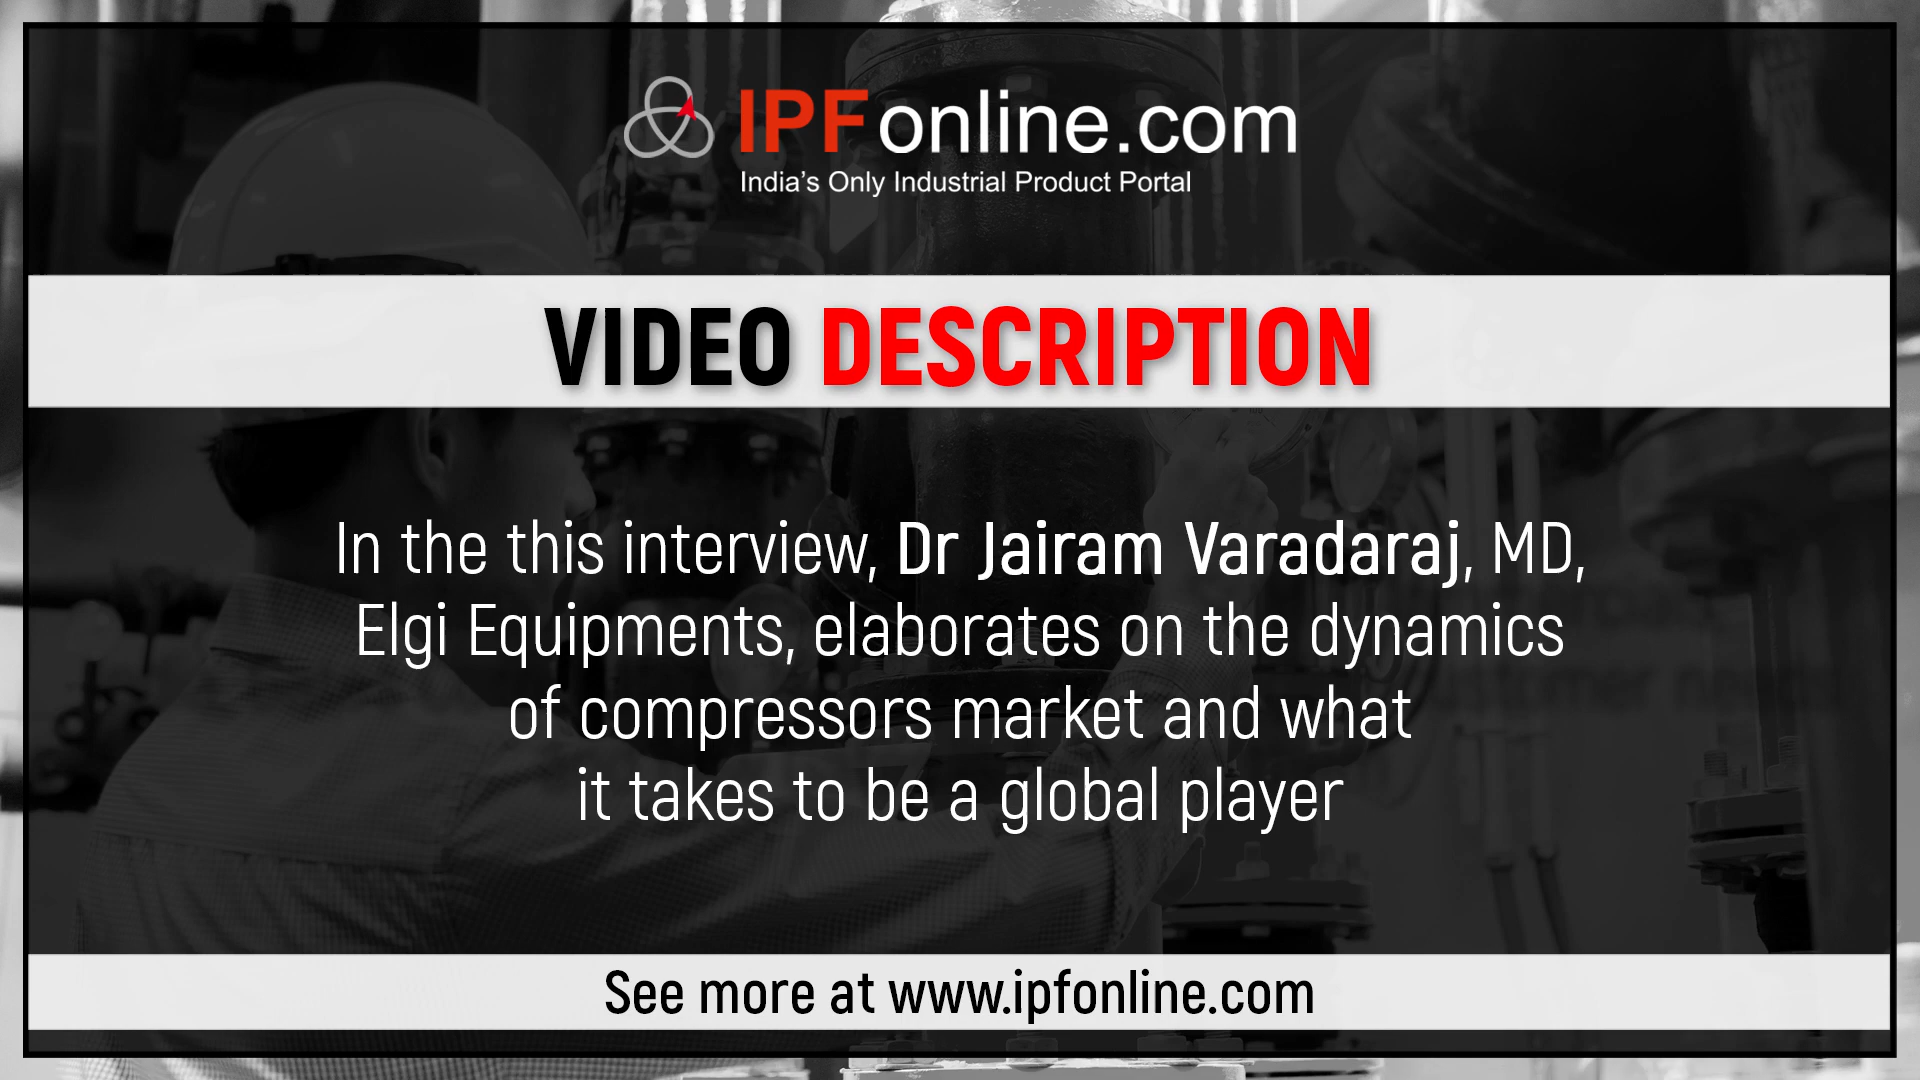 IPFonline.com
India's Only Industrial Product Portal
VIDEO DESCRIPTION
In the this interview, Dr Jairam Varadaraj, MD,
Elgi Equipments, elaborates on the dynamics
of compressors market and what
it takes to be a global player
See more at www.ipfonline.com